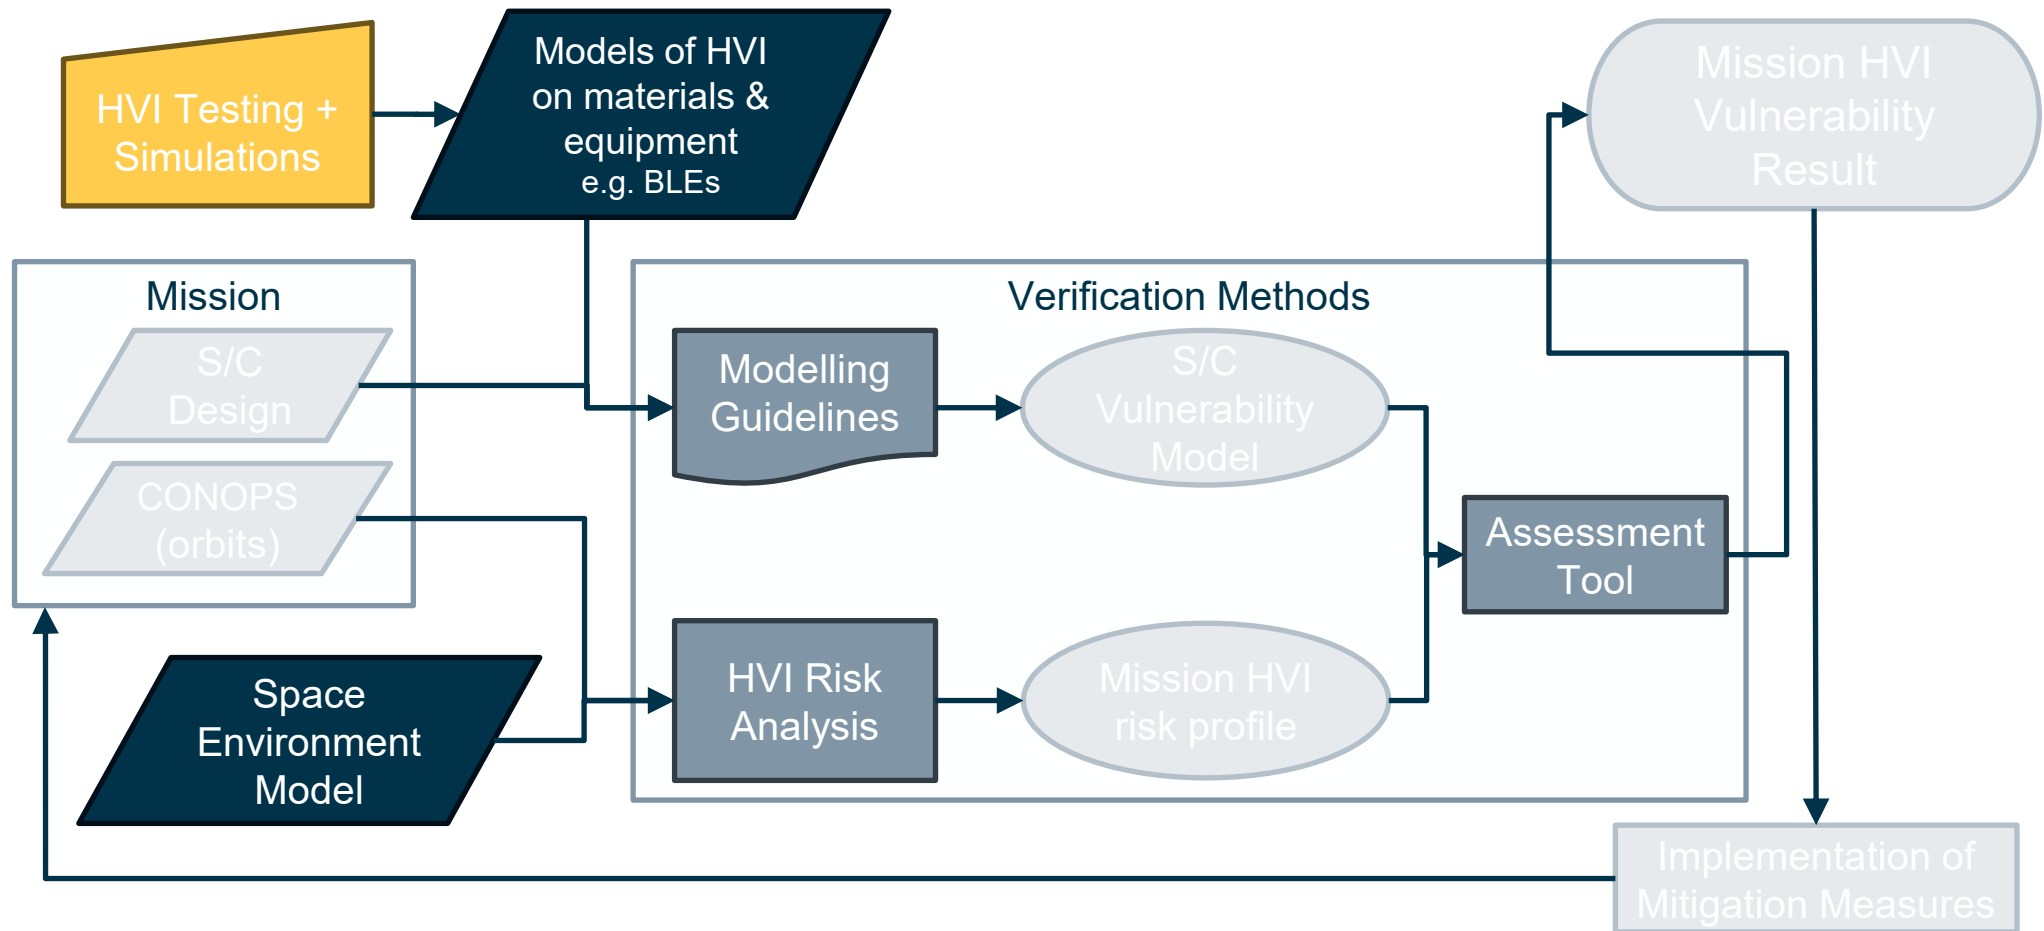 HVI Testing +
Simulations
Models of HVI
on materials &
equipment
e.g. BLEs
Mission HVI
Vulnerability
Result
Mission
S/C
Design
CONOPS
(orbits)
Space
Environment
Model
Verification Methods
Modelling
Guidelines
S/C
Vulnerability
Model
HVI Risk
Analysis
Mission HVI
risk profile
Assessment
Tool
Implementation of
Mitigation Measures